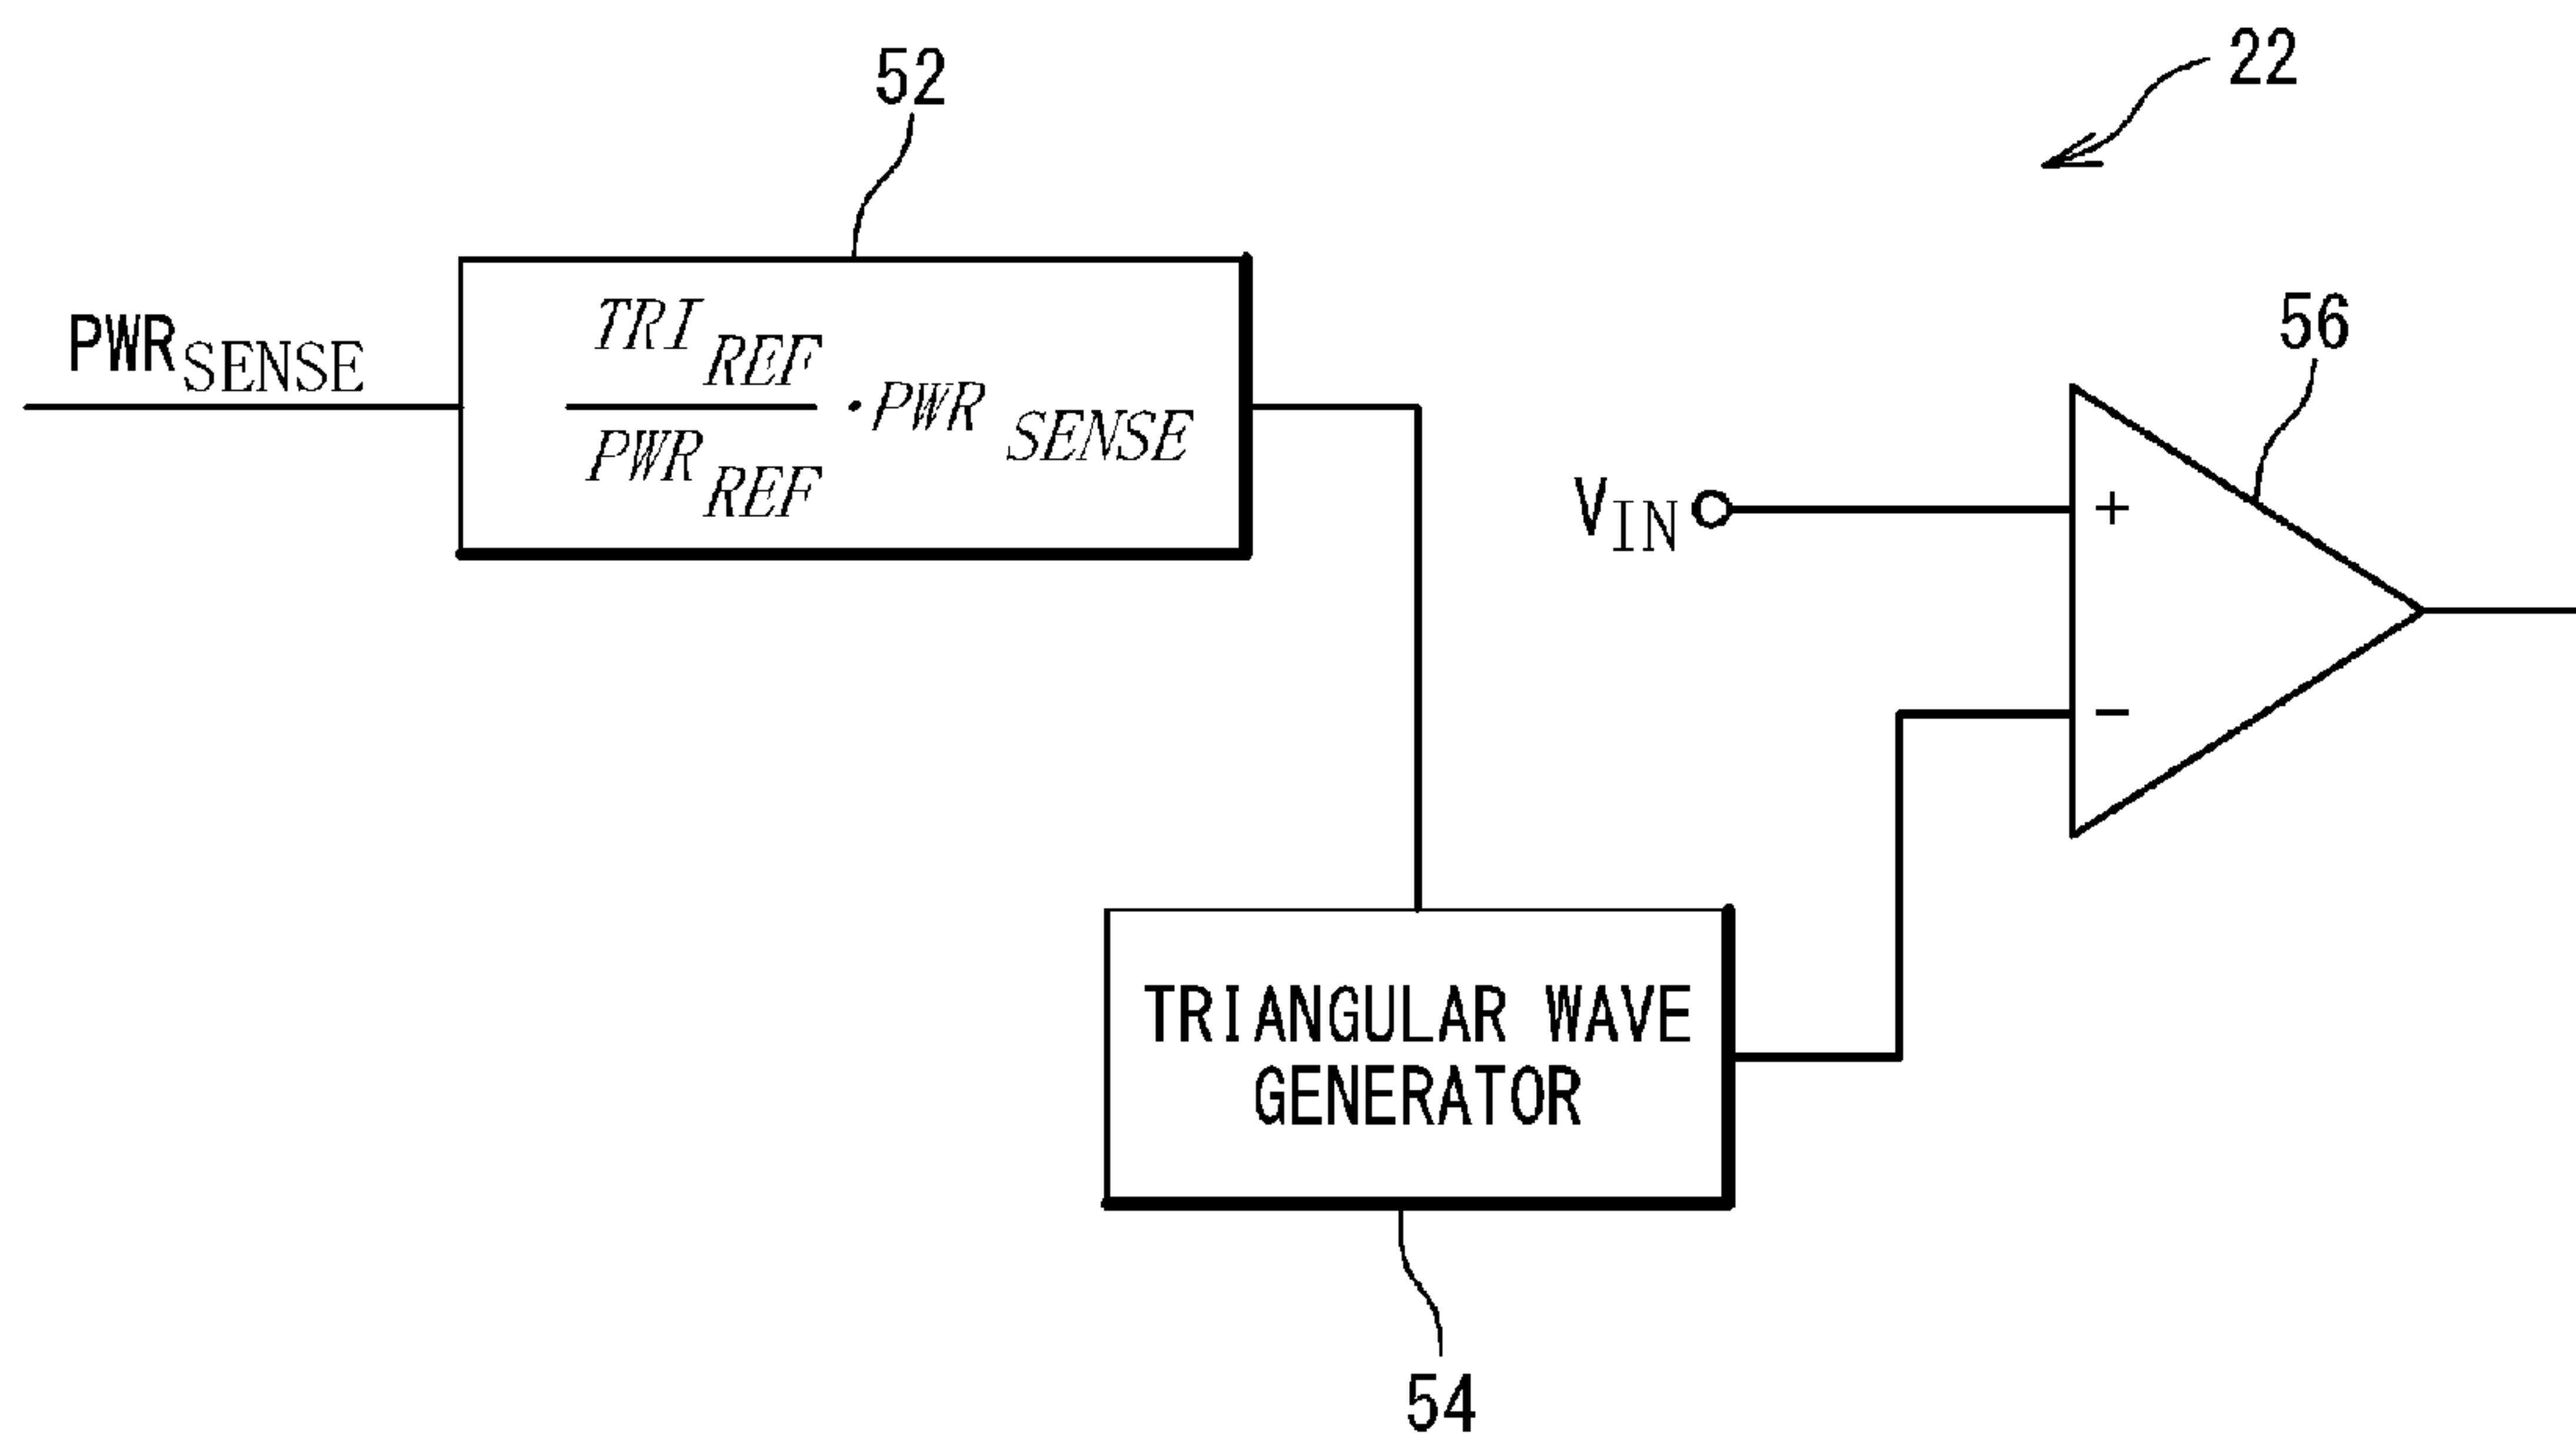 52
22
PWR_SENSE
TRI_REF
PWR_REF
· PWR_SENSE
56
V_IN
+
−
TRIANGULAR WAVE
GENERATOR
54